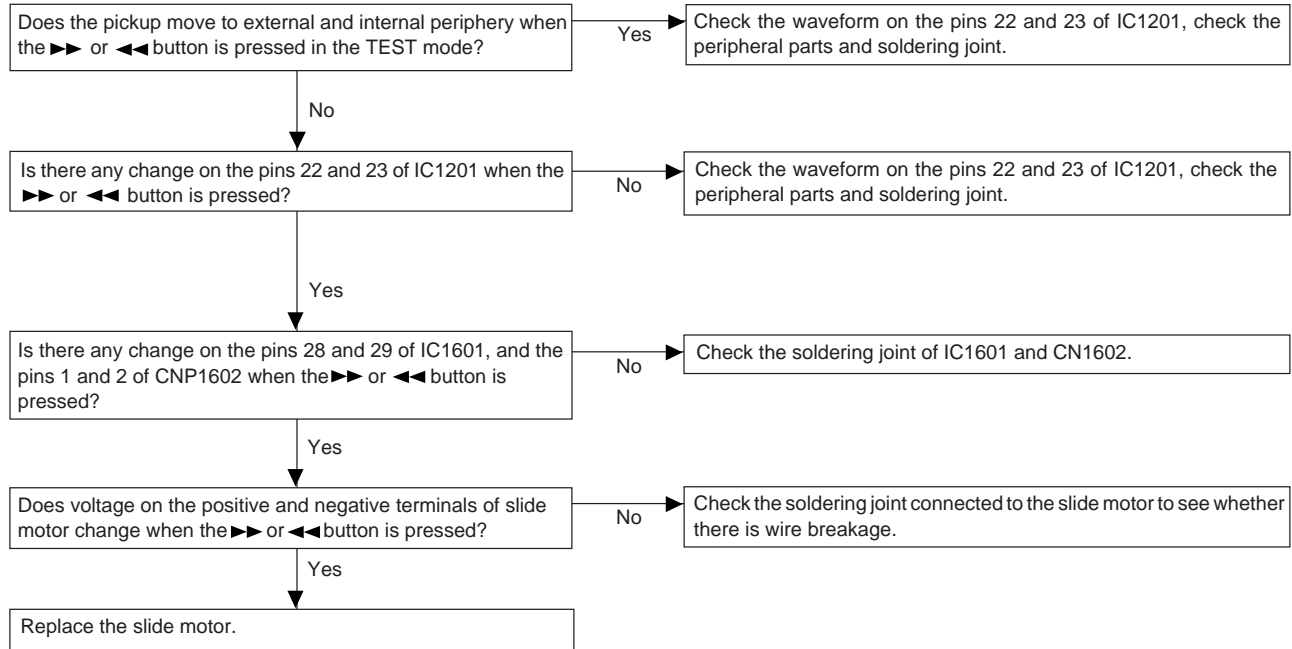 Does the pickup move to external and internal periphery when
the ▶▶ or ◀◀ button is pressed in the TEST mode?
Yes
Check the waveform on the pins 22 and 23 of IC1201, check the
peripheral parts and soldering joint.
No
Is there any change on the pins 22 and 23 of IC1201 when the
▶▶ or ◀◀ button is pressed?
No
Check the waveform on the pins 22 and 23 of IC1201, check the
peripheral parts and soldering joint.
Yes
Is there any change on the pins 28 and 29 of IC1601, and the
pins 1 and 2 of CNP1602 when the ▶▶ or ◀◀ button is
pressed?
No
Check the soldering joint of IC1601 and CN1602.
Yes
Does voltage on the positive and negative terminals of slide
motor change when the ▶▶ or ◀◀ button is pressed?
No
Check the soldering joint connected to the slide motor to see whether
there is wire breakage.
Yes
Replace the slide motor.